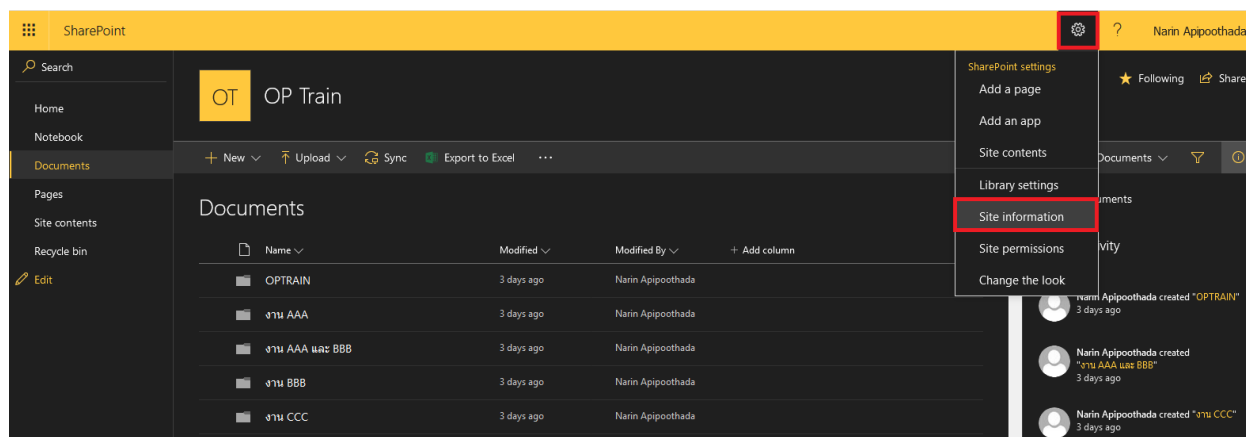 SharePoint
? Narin Apipoothada
Search
Home
Notebook
Documents
Pages
Site contents
Recycle bin
Edit
OT OP Train
Following Share
+ New Upload Sync Export to Excel ...
Documents
Documents
Name Modified Modified By + Add column
OPTRAIN 3 days ago Narin Apipoothada
งาน AAA 3 days ago Narin Apipoothada
งาน AAA และ BBB 3 days ago Narin Apipoothada
งาน BBB 3 days ago Narin Apipoothada
งาน CCC 3 days ago Narin Apipoothada
SharePoint settings
Add a page
Add an app
Site contents
Library settings
Site information
Site permissions
Change the look
Narin Apipoothada created "OPTRAIN"
3 days ago
Narin Apipoothada created
"งาน AAA และ BBB"
3 days ago
Narin Apipoothada created "งาน CCC"
3 days ago